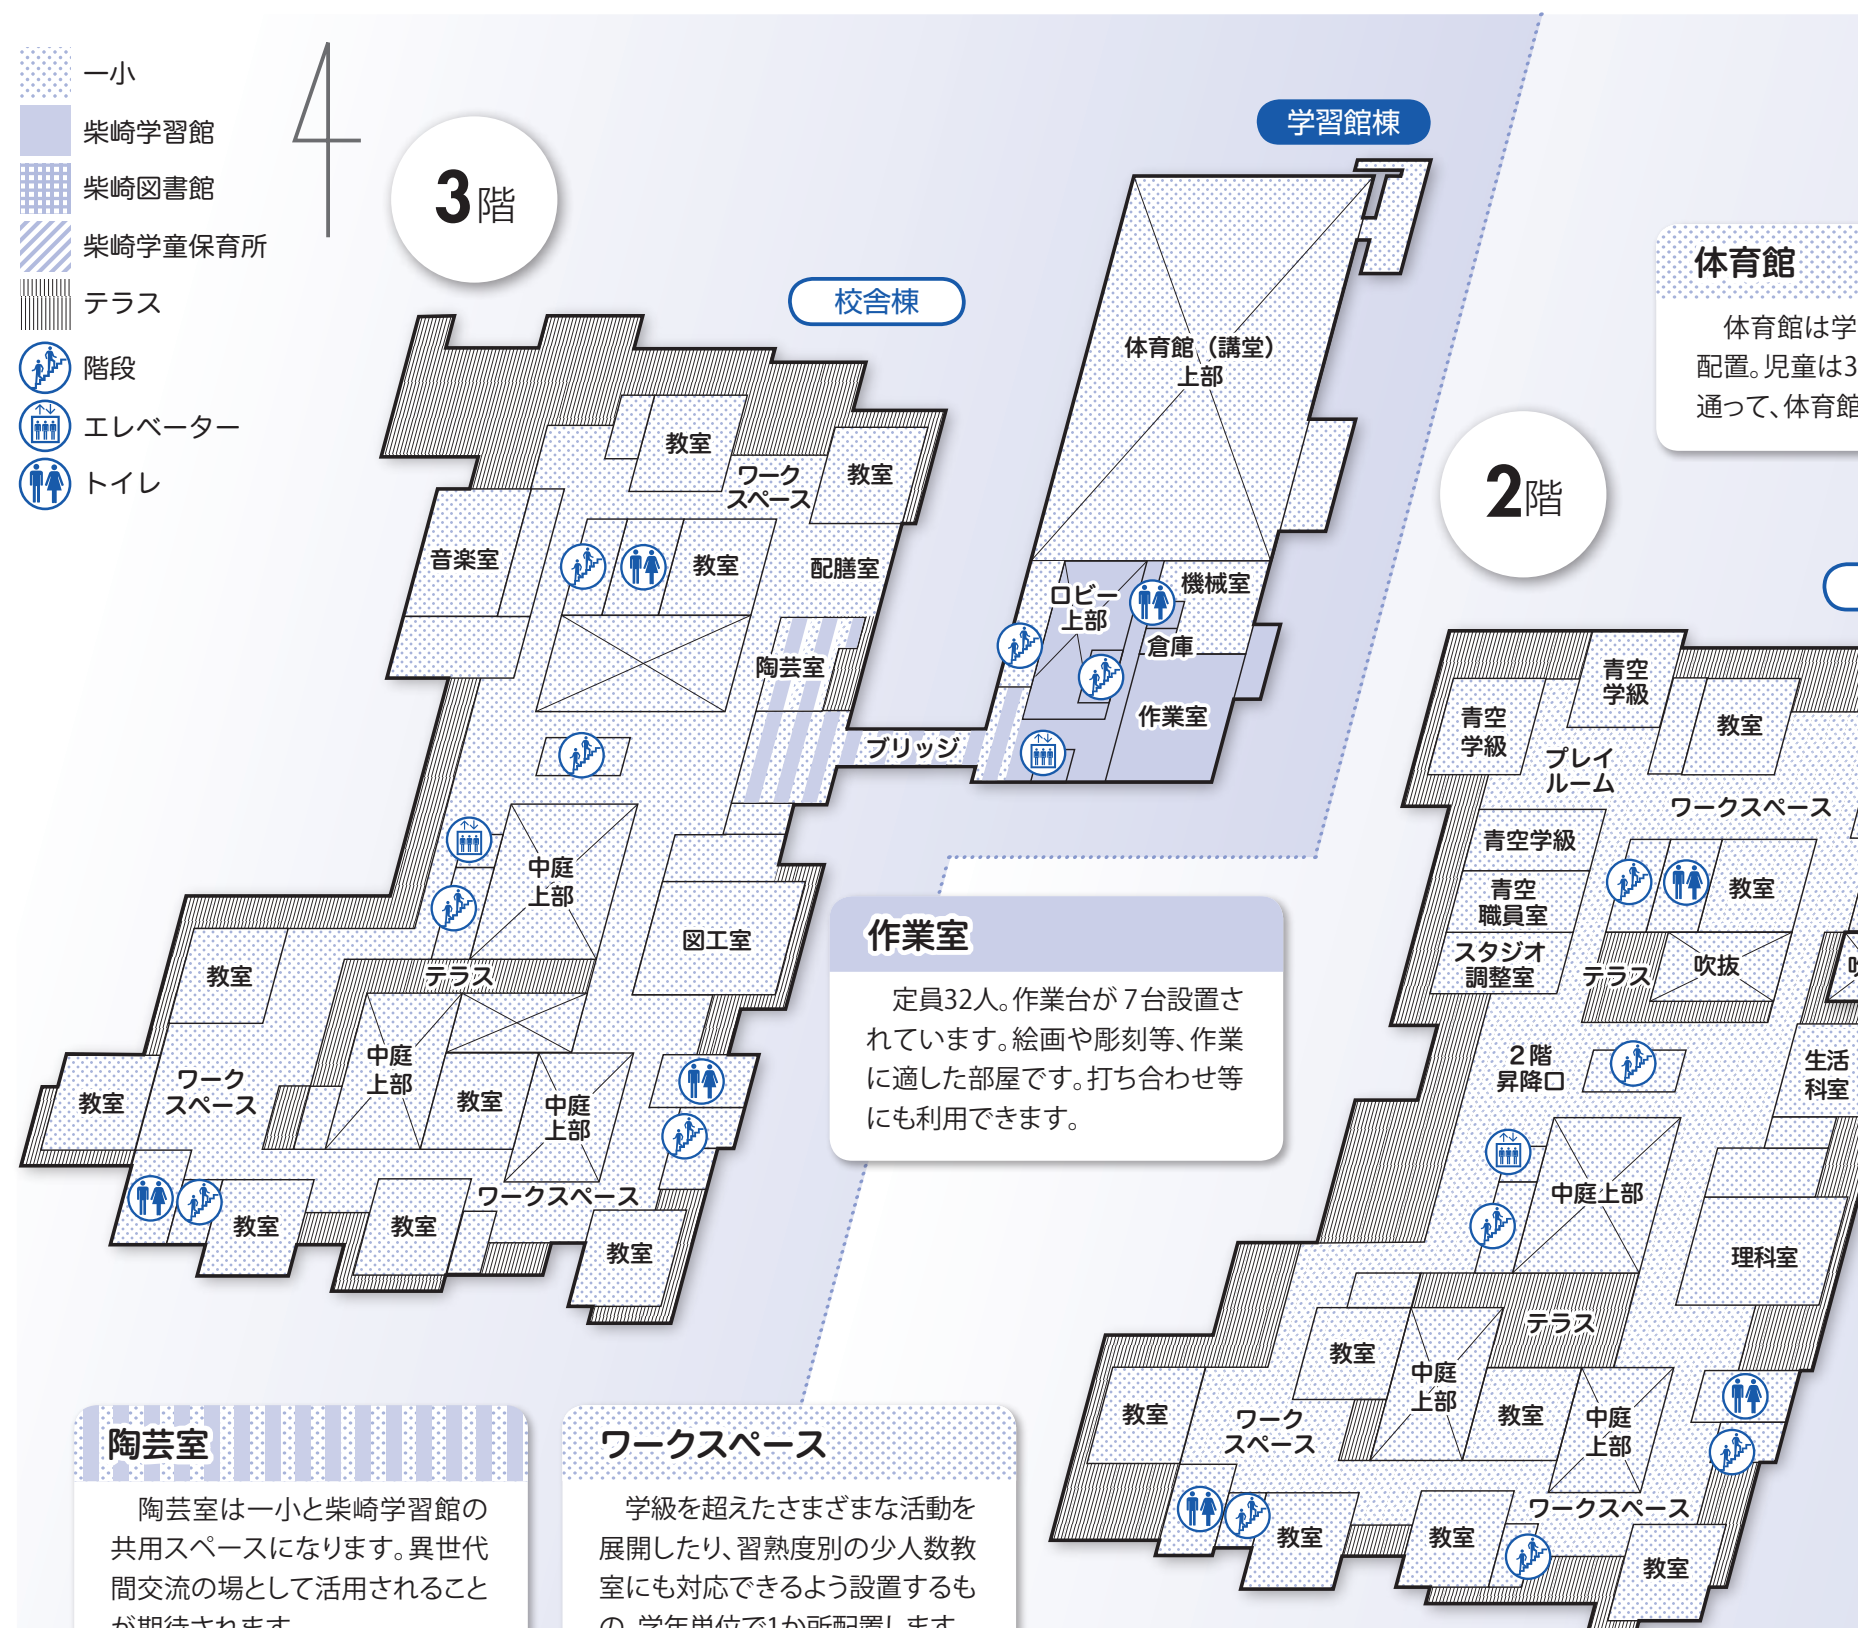 一小
柴崎学習館
柴崎図書館
柴崎学童保育所
テラス
階段
エレベーター
トイレ
3階
校舎棟
学習館棟
体育館（講堂）
上部
教室
ワーク
スペース
教室
音楽室
教室
配膳室
陶芸室
ブリッジ
ロビー
上部
機械室
倉庫
作業室
中庭
上部
図工室
教室
テラス
中庭
上部
教室
ワーク
スペース
教室
中庭
上部
教室
教室
ワークスペース
教室
体育館
体育館は学
配置。児童は3
通って、体育館
2階
青空
学級
青空
学級
教室
プレイ
ルーム
ワークスペース
青空学級
青空
職員室
教室
スタジオ
調整室
テラス
吹抜
2階
昇降口
生活
科室
中庭上部
理科室
テラス
教室
中庭
上部
教室
ワーク
スペース
教室
中庭
上部
教室
教室
ワークスペース
教室
作業室
定員32人。作業台が7台設置さ
れています。絵画や彫刻等、作業
に適した部屋です。打ち合わせ等
にも利用できます。
陶芸室
陶芸室は一小と柴崎学習館の
共用スペースになります。異世代
間交流の場として活用されること
が期待されます。
ワークスペース
学級を超えたさまざまな活動を
展開したり、習熟度別の少人数教
室にも対応できるよう設置するも
の。学年単位で1か所配置します。